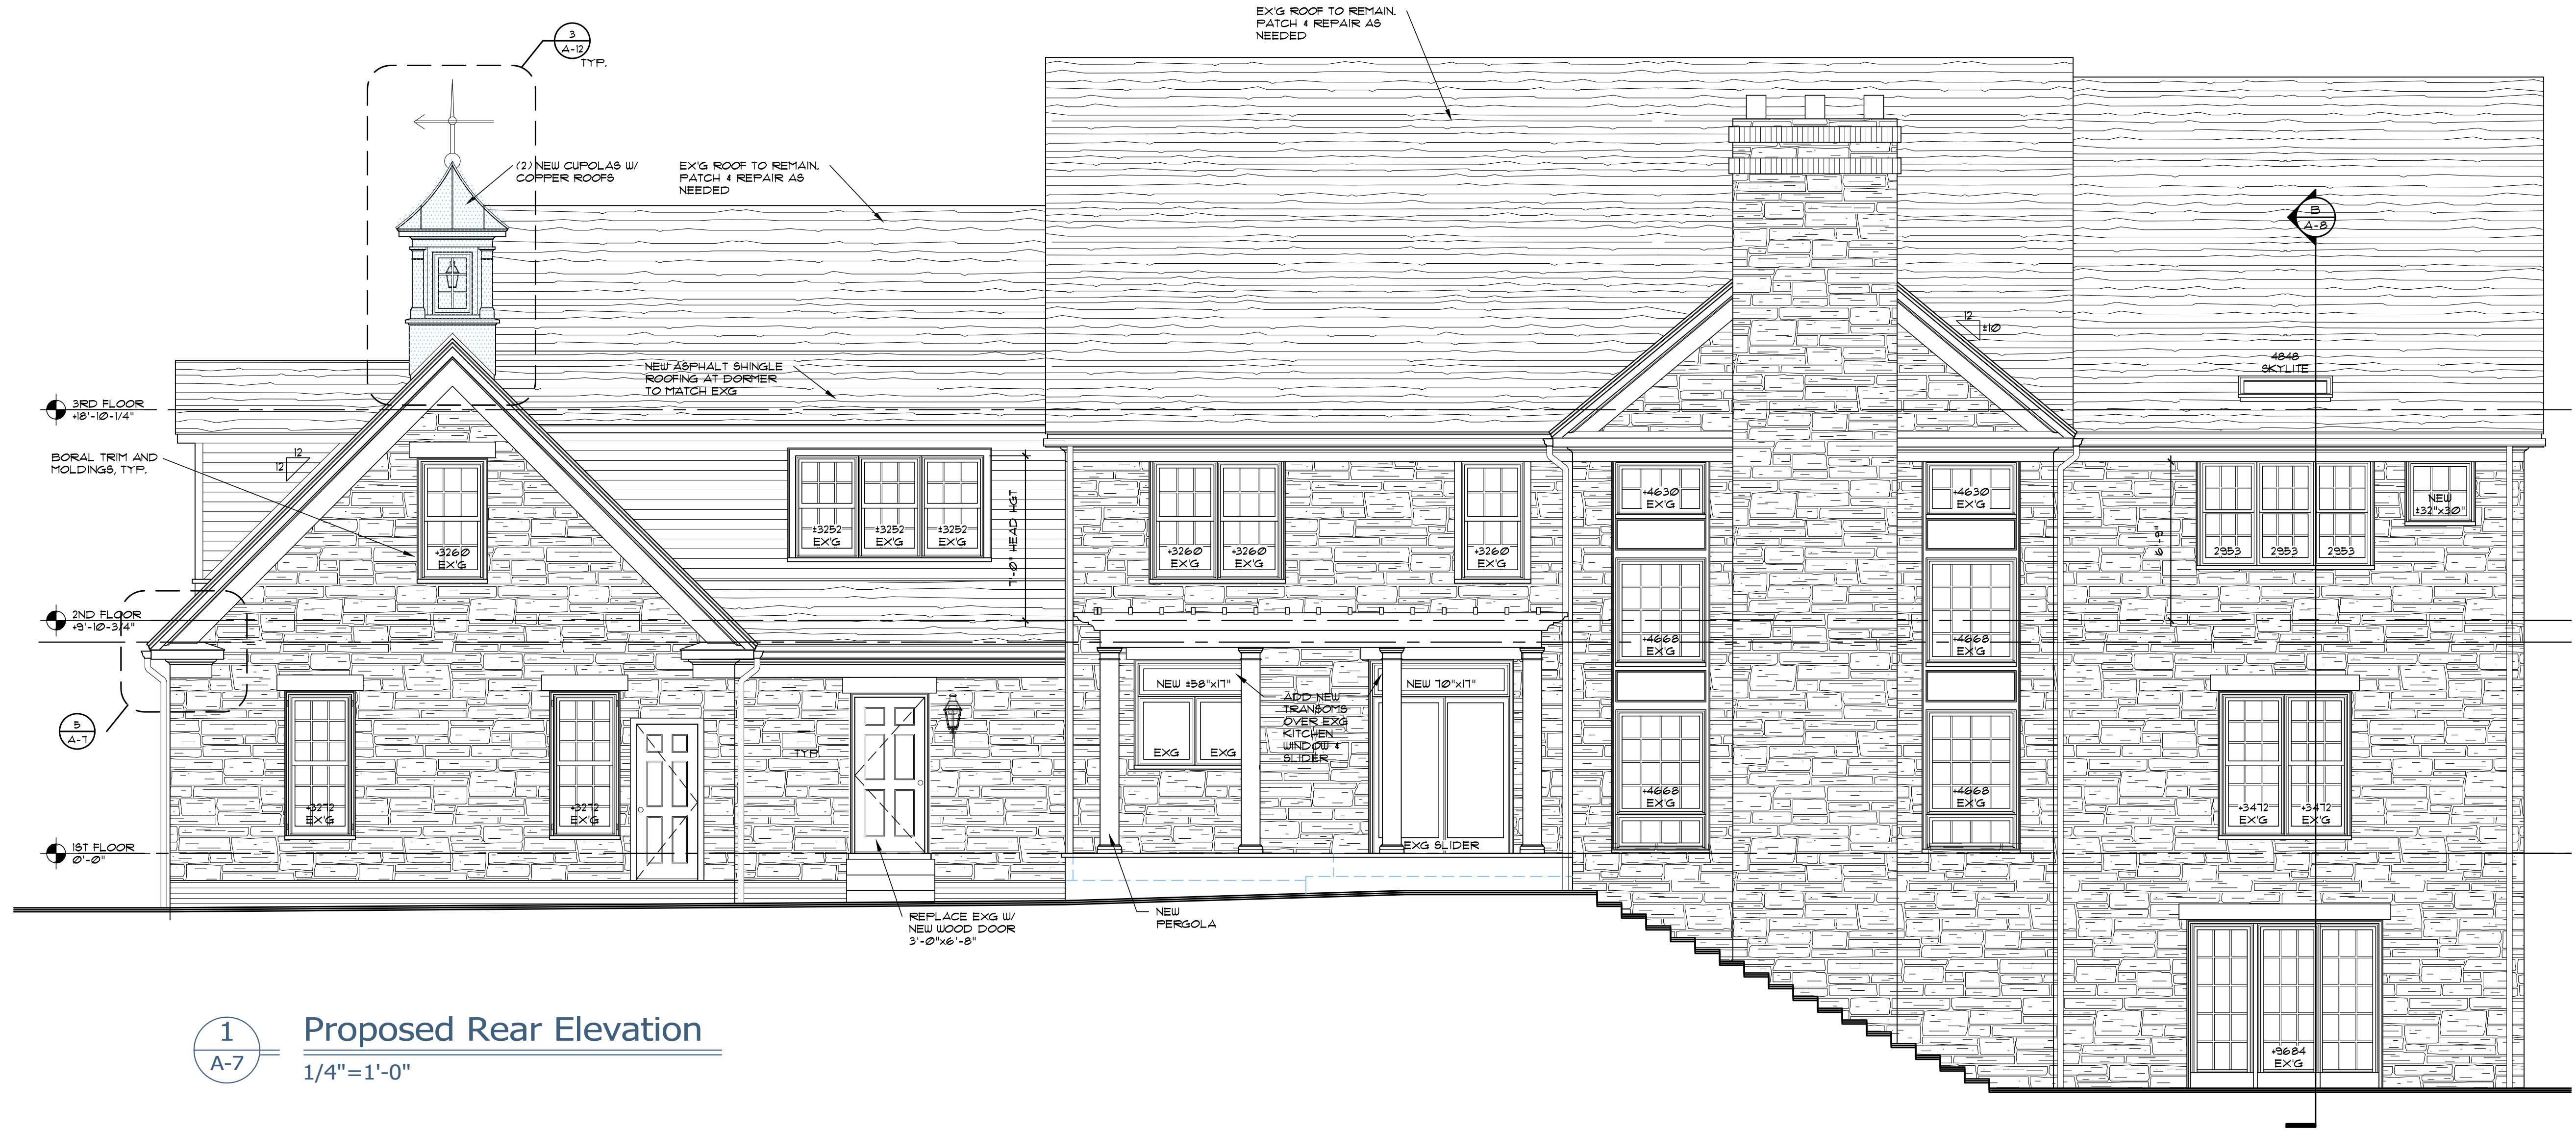 EX'G ROOF TO REMAIN.
PATCH & REPAIR AS
NEEDED
3
A-12
TYP.
(2) NEW CUPOLAS W/
COPPER ROOFS
EX'G ROOF TO REMAIN.
PATCH & REPAIR AS
NEEDED
B
A-8
12
±10
4848
SKYLITE
NEW ASPHALT SHINGLE
ROOFING AT DORMER
TO MATCH EXG
3RD FLOOR
+18'-10-1/4"
BORAL TRIM AND
MOLDINGS, TYP.
12
12
+3260
EX'G
±3252
EX'G
±3252
EX'G
±3252
EX'G
7'-0" HEAD HGT
+3260
EX'G
+3260
EX'G
+3260
EX'G
+4630
EX'G
+4630
EX'G
6'-9"
2953
2953
2953
NEW
±32"x30"
2ND FLOOR
+9'-10-3/4"
+4668
EX'G
+4668
EX'G
5
A-7
NEW ±58"x17"
ADD NEW
TRANSOMS
OVER EXG
KITCHEN
WINDOW &
SLIDER
NEW 70"x17"
TYP.
EXG
EXG
+3272
EX'G
+3272
EX'G
+4668
EX'G
+4668
EX'G
+3472
EX'G
+3472
EX'G
1ST FLOOR
0'-0"
EXG SLIDER
REPLACE EXG W/
NEW WOOD DOOR
3'-0"x6'-8"
NEW
PERGOLA
+9684
EX'G
1
A-7
Proposed Rear Elevation
1/4"=1'-0"